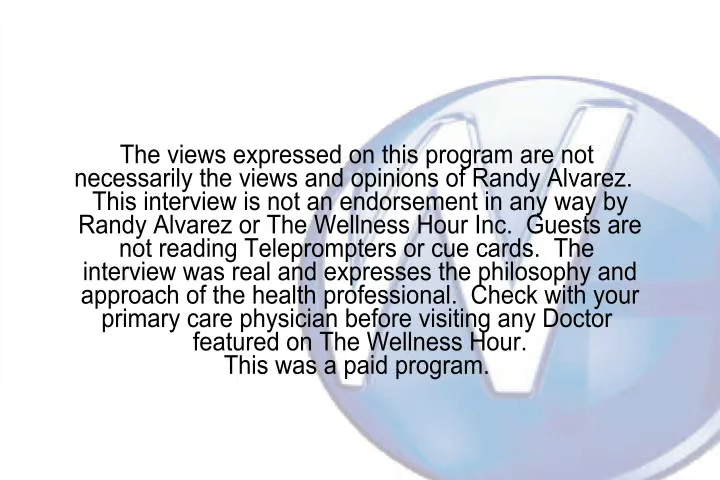 The views expressed on this program are not
necessarily the views and opinions of Randy Alvarez.
This interview is not an endorsement in any way by
Randy Alvarez or The Wellness Hour Inc.  Guests are
not reading Teleprompters or cue cards.  The
interview was real and expresses the philosophy and
approach of the health professional.  Check with your
primary care physician before visiting any Doctor
featured on The Wellness Hour.
This was a paid program.